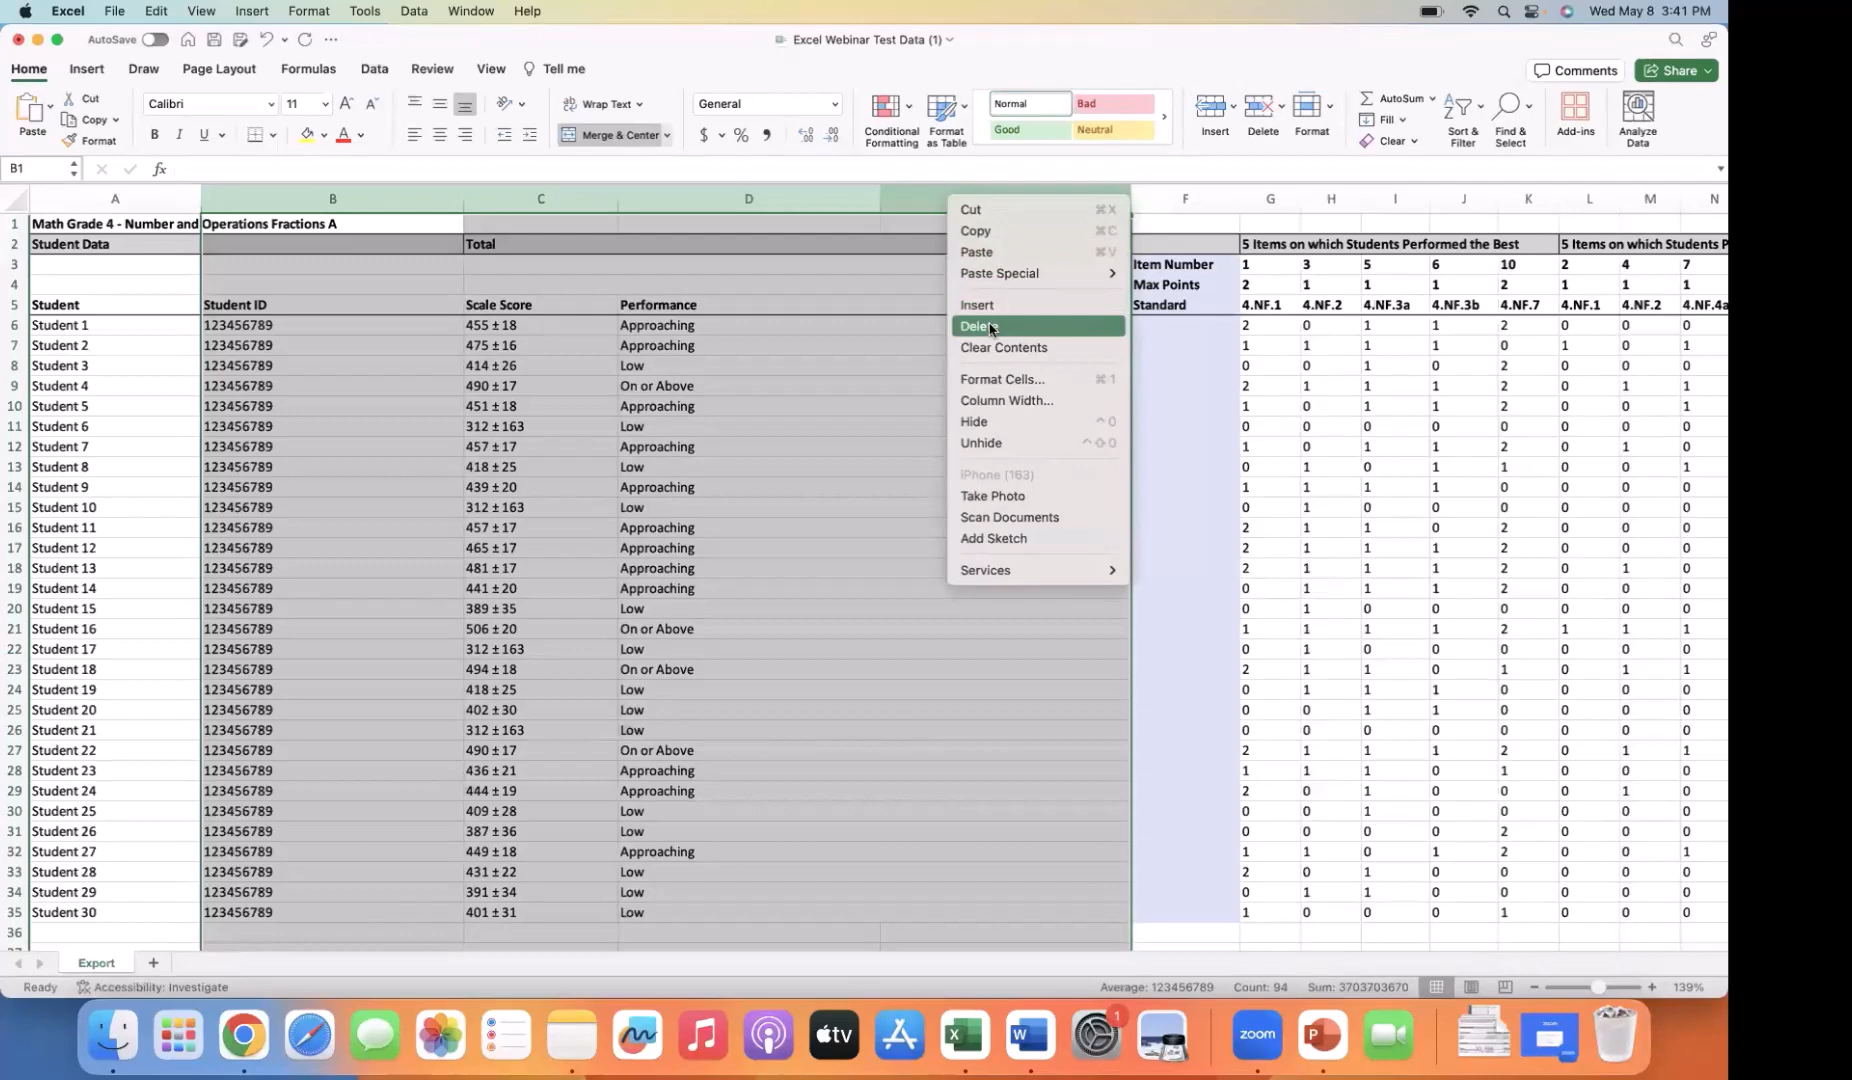 Excel File Edit View Insert Format Tools Data Window Help Wed May 8 3:41 PM
AutoSave Excel Webinar Test Data (1)
Home Insert Draw Page Layout Formulas Data Review View Tell me Comments Share
Paste Cut Copy Format Calibri 11 Wrap Text Merge & Center General Conditional Formatting Format as Table Normal Bad Good Neutral Insert Delete Format AutoSum Fill Clear Sort & Filter Find & Select Add-ins Analyze Data
B1 fx
A B C D F G H I J K L M N
1 Math Grade 4 - Number and Operations Fractions A
2 Student Data Total 5 Items on which Students Performed the Best 5 Items on which Students P
3 Item Number 1 3 5 6 10 2 4 7
4 Max Points 2 1 1 1 2 1 1 1
5 Student Student ID Scale Score Performance Standard 4.NF.1 4.NF.2 4.NF.3a 4.NF.3b 4.NF.7 4.NF.1 4.NF.2 4.NF.4a
6 Student 1 123456789 455 ± 18 Approaching 2 0 1 1 2 0 0 0
7 Student 2 123456789 475 ± 16 Approaching 1 1 1 1 0 1 0 1
8 Student 3 123456789 414 ± 26 Low 0 0 1 0 2 0 0 0
9 Student 4 123456789 490 ± 17 On or Above 2 1 1 1 2 0 1 1
10 Student 5 123456789 451 ± 18 Approaching 1 0 1 1 2 0 0 1
11 Student 6 123456789 312 ± 163 Low 0 0 0 0 0 0 0 0
12 Student 7 123456789 457 ± 17 Approaching 1 0 1 1 2 0 1 0
13 Student 8 123456789 418 ± 25 Low 0 1 0 1 1 0 0 1
14 Student 9 123456789 439 ± 20 Approaching 1 1 1 1 0 0 0 0
15 Student 10 123456789 312 ± 163 Low 0 1 0 0 0 0 0 0
16 Student 11 123456789 457 ± 17 Approaching 2 1 1 0 2 0 0 1
17 Student 12 123456789 465 ± 17 Approaching 2 1 1 1 2 0 0 0
18 Student 13 123456789 481 ± 17 Approaching 2 1 1 1 2 0 1 0
19 Student 14 123456789 441 ± 20 Approaching 0 1 1 1 2 0 0 0
20 Student 15 123456789 389 ± 35 Low 0 1 0 0 0 0 0 0
21 Student 16 123456789 506 ± 20 On or Above 1 1 1 1 2 1 1 1
22 Student 17 123456789 312 ± 163 Low 0 1 0 0 0 0 0 0
23 Student 18 123456789 494 ± 18 On or Above 2 1 1 0 1 0 1 1
24 Student 19 123456789 418 ± 25 Low 0 1 1 1 0 0 0 0
25 Student 20 123456789 402 ± 30 Low 0 0 1 1 0 0 0 0
26 Student 21 123456789 312 ± 163 Low 0 0 0 0 0 0 0 0
27 Student 22 123456789 490 ± 17 On or Above 2 1 1 1 2 0 1 1
28 Student 23 123456789 436 ± 21 Approaching 1 1 1 0 1 0 0 0
29 Student 24 123456789 444 ± 19 Approaching 2 0 1 0 0 0 1 0
30 Student 25 123456789 409 ± 28 Low 0 0 1 0 0 0 0 0
31 Student 26 123456789 387 ± 36 Low 0 0 0 0 2 0 0 0
32 Student 27 123456789 449 ± 18 Approaching 1 1 0 1 2 0 0 1
33 Student 28 123456789 431 ± 22 Low 2 0 1 0 0 0 0 0
34 Student 29 123456789 391 ± 34 Low 0 1 1 0 0 0 0 0
35 Student 30 123456789 401 ± 31 Low 1 0 0 0 1 0 0 0
36
Cut ⌘X
Copy ⌘C
Paste ⌘V
Paste Special
Insert
Delete
Clear Contents
Format Cells... ⌘1
Column Width...
Hide ^0
Unhide ^⇧0
iPhone (163)
Take Photo
Scan Documents
Add Sketch
Services
Export
Ready Accessibility: Investigate Average: 123456789 Count: 94 Sum: 3703703670 139%
tv X W 1 zoom P